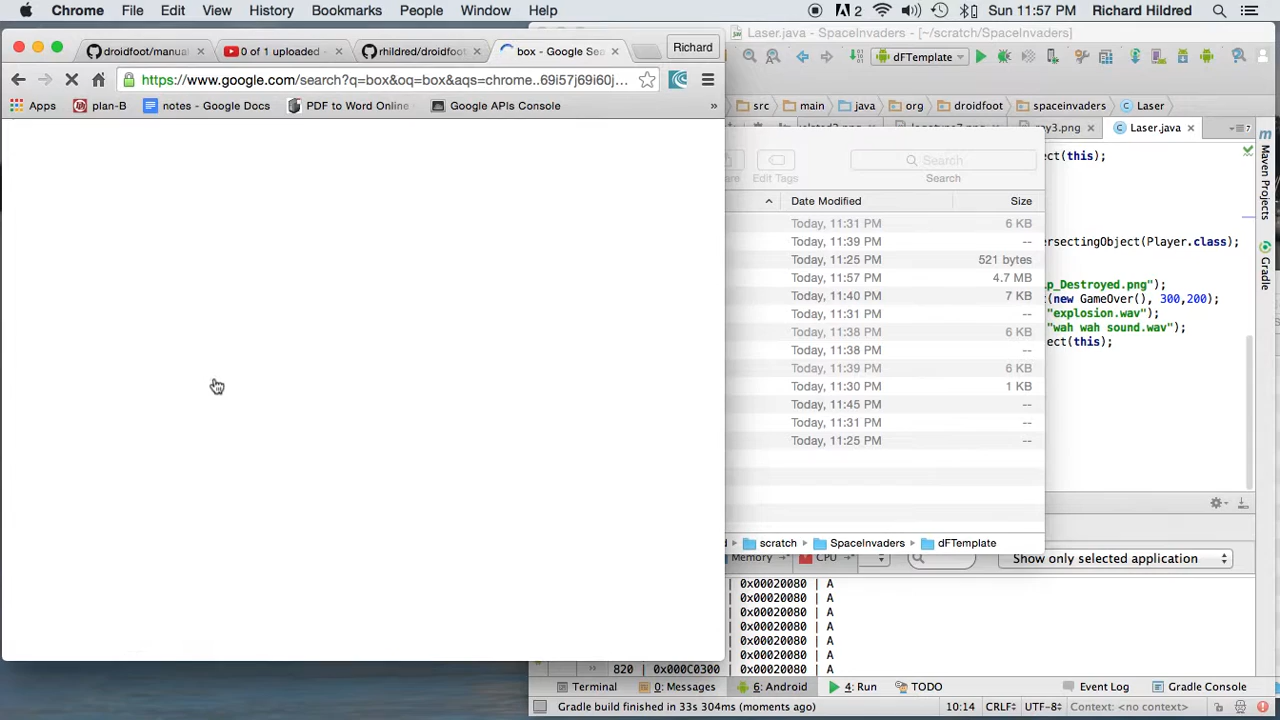 Chrome File Edit View History Bookmarks People Window Help 2 Sun 11:57 PM Richard Hildred
Laser.java - SpaceInvaders - [~/scratch/SpaceInvaders]
droidfoot/manual 0 of 1 uploaded - rhildred/droidfoot box - Google Sea Richard
dFTemplate
https://www.google.com/search?q=box&oq=box&aqs=chrome..69i57j69i60j...
Apps plan-B notes - Google Docs PDF to Word Online Google APIs Console »
src main java org droidfoot spaceinvaders Laser
Laser.java
ect(this);
Search
Edit Tags Search
Date Modified Size
Today, 11:31 PM 6 KB
Today, 11:39 PM --
ersectingObject(Player.class);
Today, 11:25 PM 521 bytes
Today, 11:57 PM 4.7 MB
p_Destroyed.png");
Today, 11:40 PM 7 KB
t(new GameOver(), 300,200);
Today, 11:31 PM --
"explosion.wav");
Today, 11:38 PM 6 KB
"wah wah sound.wav");
ect(this);
Today, 11:38 PM --
Today, 11:39 PM 6 KB
Today, 11:30 PM 1 KB
Today, 11:45 PM --
Today, 11:31 PM --
Today, 11:25 PM --
Maven Projects
Gradle
d scratch SpaceInvaders dFTemplate
Memory CPU Show only selected application
| 0x00020080 | A
| 0x00020080 | A
| 0x00020080 | A
| 0x00020080 | A
| 0x00020080 | A
| 0x00020080 | A
820 | 0x000C0300 | A
Terminal 0: Messages 6: Android 4: Run TODO Event Log Gradle Console
Gradle build finished in 33s 304ms (moments ago) 10:14 CRLF UTF-8 Context: <no context>